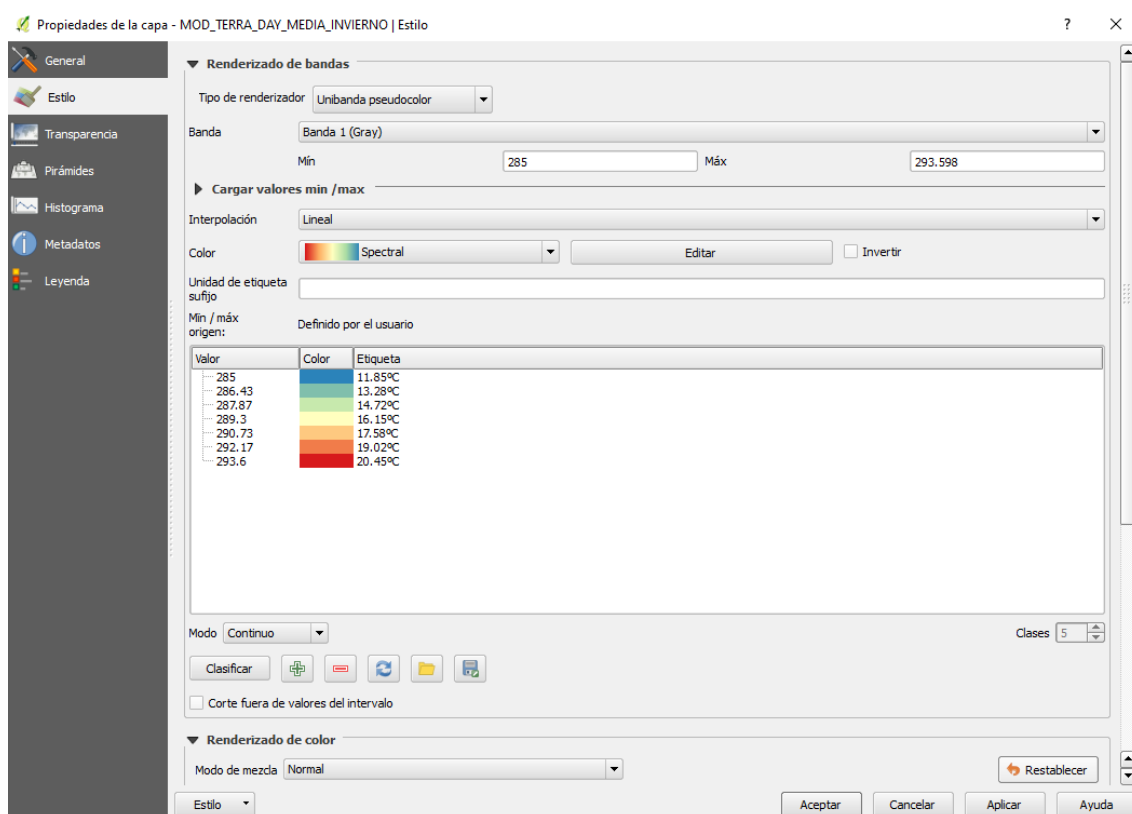 Propiedades de la capa - MOD_TERRA_DAY_MEDIA_INVIERNO | Estilo ? ×
General
Estilo
Transparencia
Pirámides
Histograma
Metadatos
Leyenda
Renderizado de bandas
Tipo de renderizador Unibanda pseudocolor
Banda Banda 1 (Gray)
Mín 285 Máx 293.598
Cargar valores min /max
Interpolación Lineal
Color Spectral Editar Invertir
Unidad de etiqueta
sufijo
Mín / máx
origen: Definido por el usuario
Valor Color Etiqueta
285 11.85ºC
286.43 13.28ºC
287.87 14.72ºC
289.3 16.15ºC
290.73 17.58ºC
292.17 19.02ºC
293.6 20.45ºC
Modo Continuo Clases 5
Clasificar
Corte fuera de valores del intervalo
Renderizado de color
Modo de mezcla Normal Restablecer
Estilo Aceptar Cancelar Aplicar Ayuda